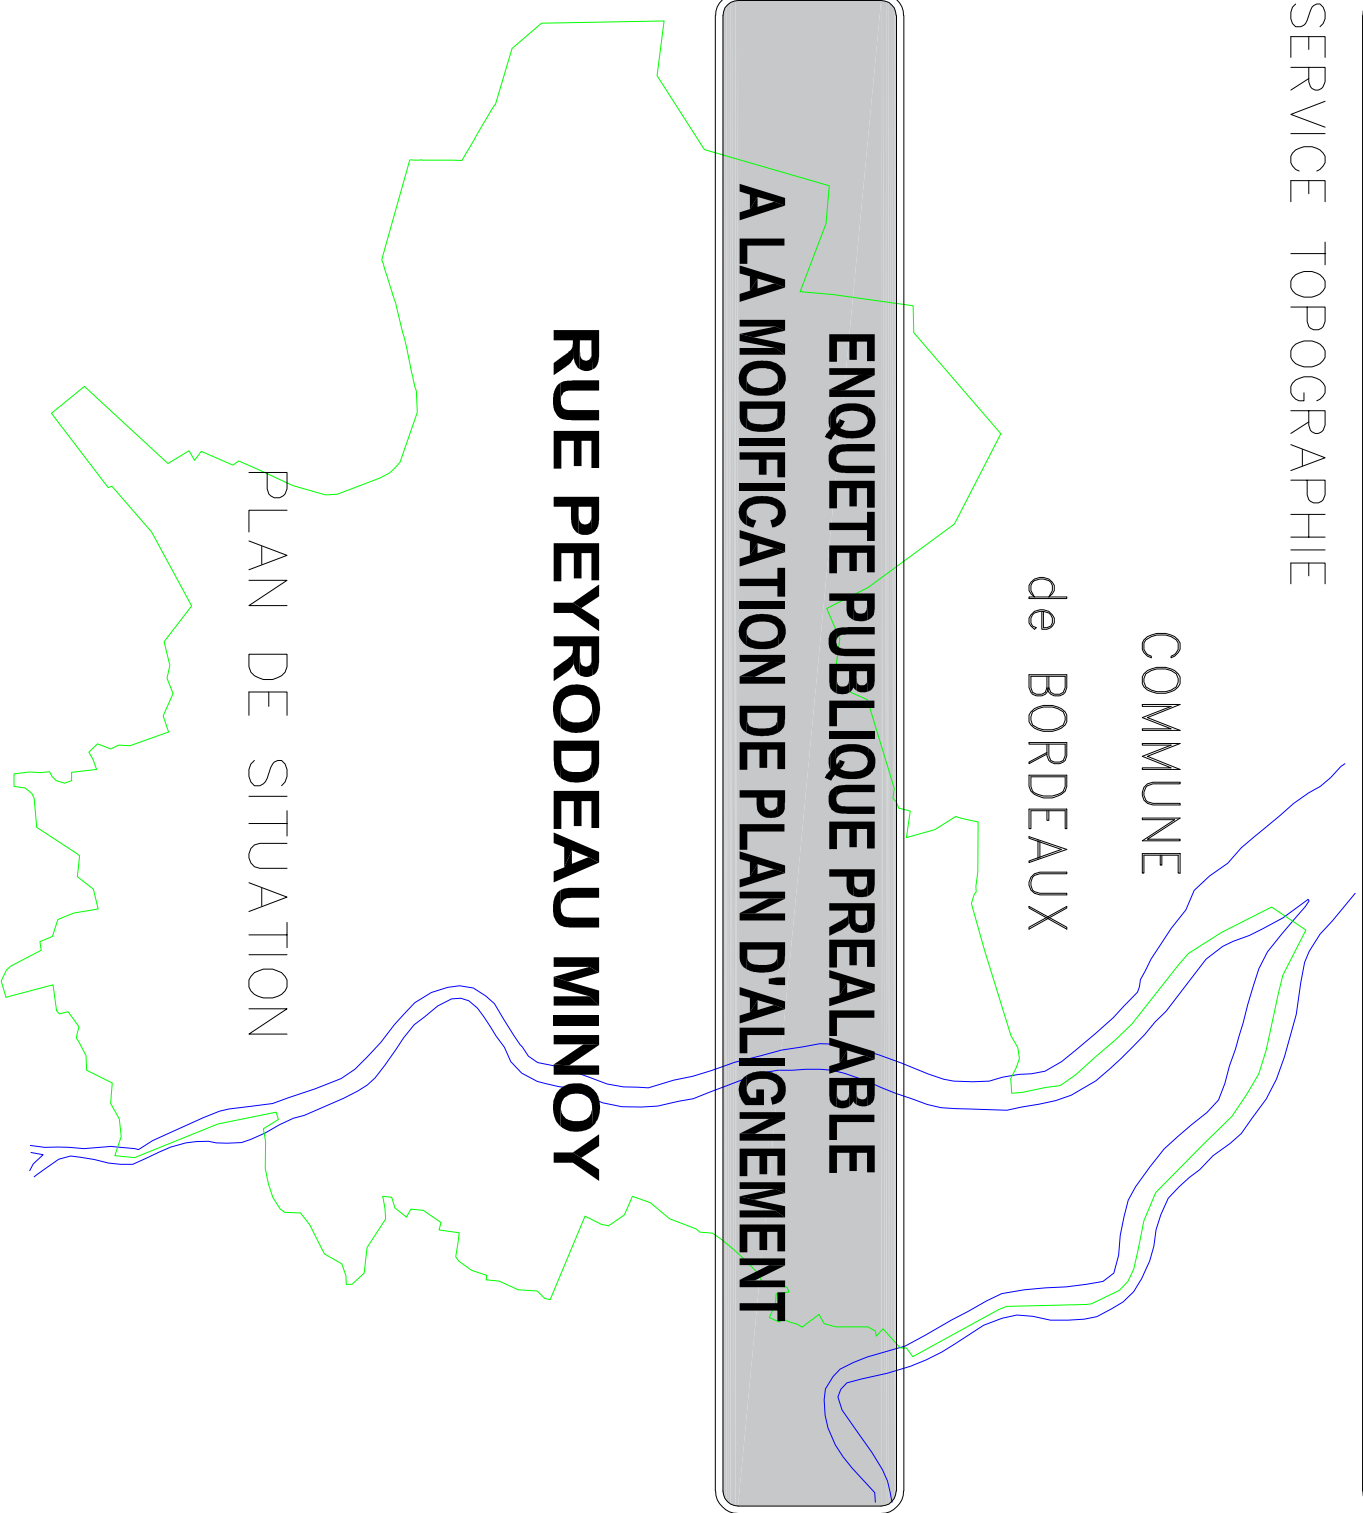 SERVICE TOPOGRAPHIE
COMMUNE
de BORDEAUX
ENQUETE PUBLIQUE PREALABLE
A LA MODIFICATION DE PLAN D'ALIGNEMENT
RUE PEYRODEAU MINOY
PLAN DE SITUATION